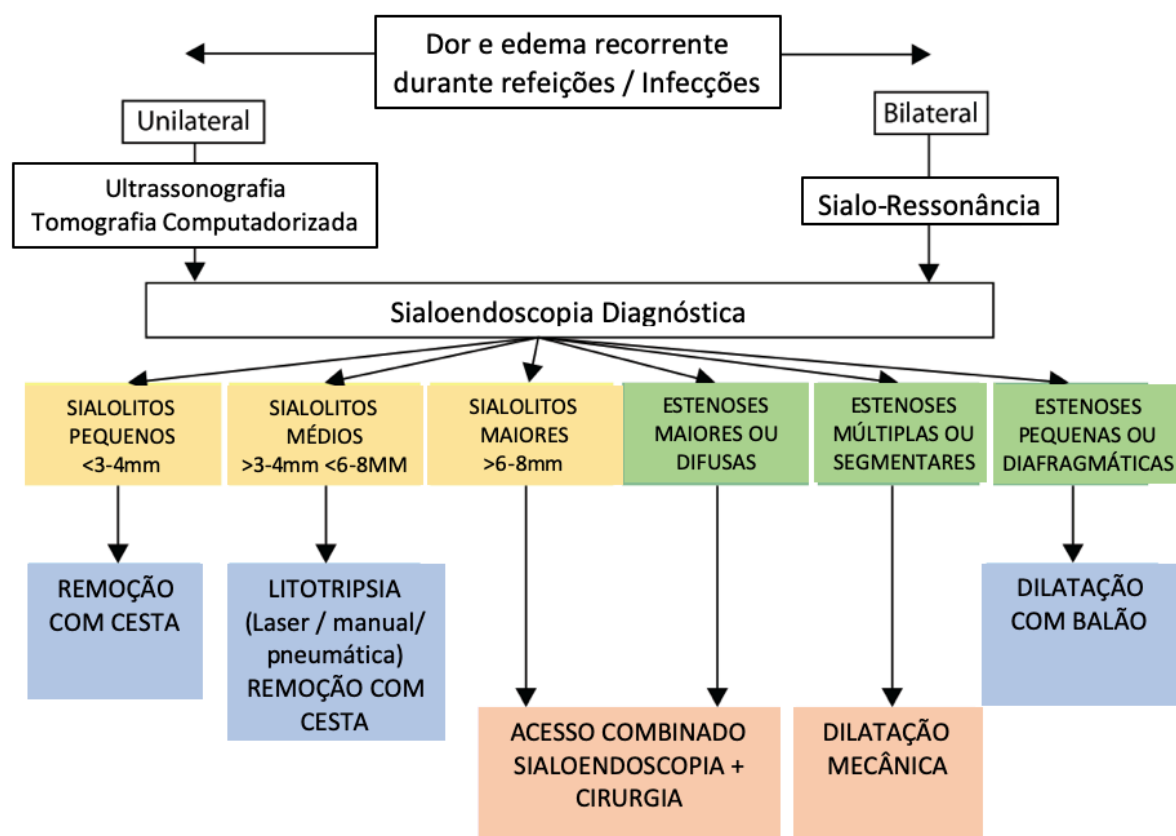 Dor e edema recorrente
durante refeições / Infecções
Unilateral
Bilateral
Ultrassonografia
Tomografia Computadorizada
Sialo-Ressonância
Sialoendoscopia Diagnóstica
SIALOLITOS
PEQUENOS
<3-4mm
SIALOLITOS
MÉDIOS
>3-4mm <6-8MM
SIALOLITOS
MAIORES
>6-8mm
ESTENOSES
MAIORES OU
DIFUSAS
ESTENOSES
MÚLTIPLAS OU
SEGMENTARES
ESTENOSES
PEQUENAS OU
DIAFRAGMÁTICAS
REMOÇÃO
COM CESTA
LITOTRIPSIA
(Laser / manual/
pneumática)
REMOÇÃO COM
CESTA
DILATAÇÃO
COM BALÃO
ACESSO COMBINADO
SIALOENDOSCOPIA +
CIRURGIA
DILATAÇÃO
MECÂNICA